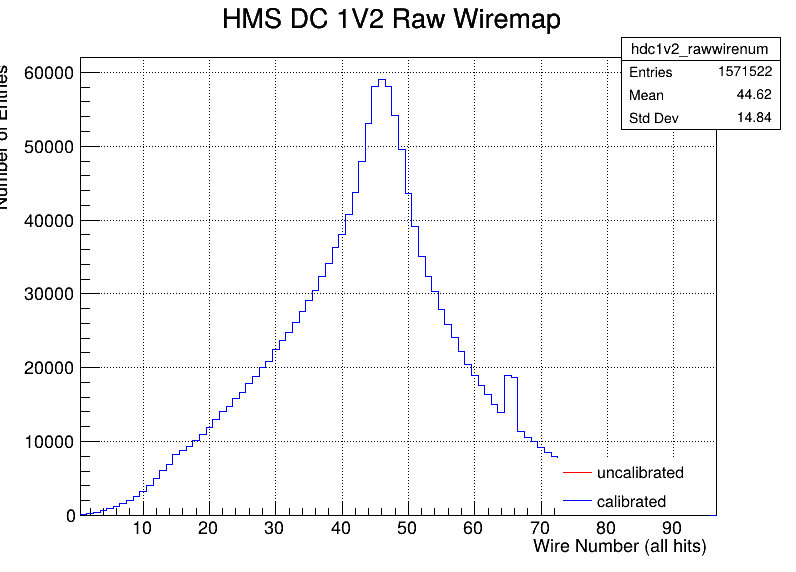 HMS DC 1V2 Raw Wiremap
hdc1v2_rawwirenum
Entries 1571522
Mean 44.62
Std Dev 14.84
Number of Entries
60000
50000
40000
30000
20000
10000
0
uncalibrated
calibrated
10 20 30 40 50 60 70 80 90
Wire Number (all hits)